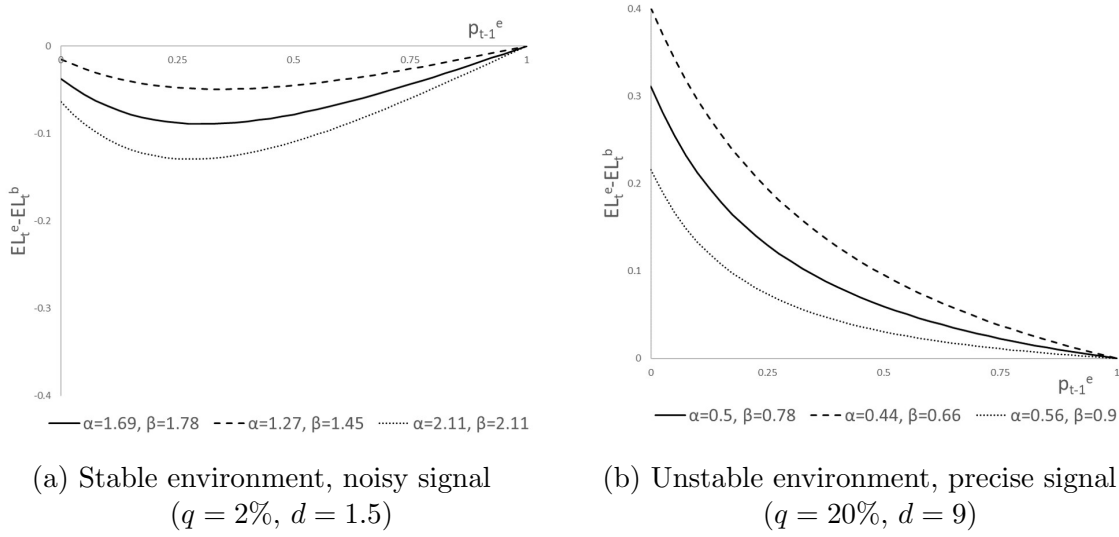 p_{t-1}^e
0
0 0.25 0.5 0.75 1
-0.1
-0.2
-0.3
-0.4
EL_t^e-EL_t^b
α=1.69, β=1.78 α=1.27, β=1.45 α=2.11, β=2.11
(a) Stable environment, noisy signal
(q = 2%, d = 1.5)
0.4
0.3
0.2
0.1
0
EL_t^e-EL_t^b
0 0.25 0.5 0.75 1
p_{t-1}^e
α=0.5, β=0.78 α=0.44, β=0.66 α=0.56, β=0.9
(b) Unstable environment, precise signal
(q = 20%, d = 9)